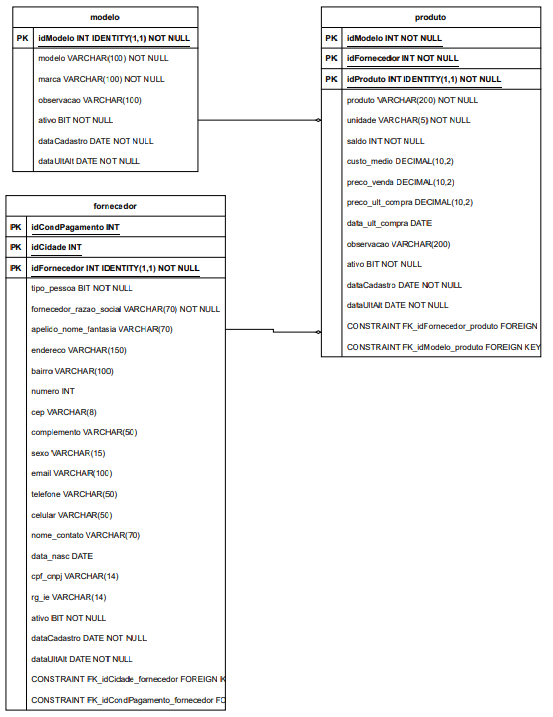 modelo
PK idModelo INT IDENTITY(1,1) NOT NULL
modelo VARCHAR(100) NOT NULL
marca VARCHAR(100) NOT NULL
observacao VARCHAR(100)
ativo BIT NOT NULL
dataCadastro DATE NOT NULL
dataUltAlt DATE NOT NULL
produto
PK idModelo INT NOT NULL
PK idFornecedor INT NOT NULL
PK idProduto INT IDENTITY(1,1) NOT NULL
produto VARCHAR(200) NOT NULL
unidade VARCHAR(5) NOT NULL
saldo INT NOT NULL
custo_medio DECIMAL(10,2)
preco_venda DECIMAL(10,2)
preco_ult_compra DECIMAL(10,2)
data_ult_compra DATE
observacao VARCHAR(200)
ativo BIT NOT NULL
dataCadastro DATE NOT NULL
dataUltAlt DATE NOT NULL
CONSTRAINT FK_idFornecedor_produto FOREIGN
CONSTRAINT FK_idModelo_produto FOREIGN KEY
fornecedor
PK idCondPagamento INT
PK idCidade INT
PK idFornecedor INT IDENTITY(1,1) NOT NULL
tipo_pessoa BIT NOT NULL
fornecedor_razao_social VARCHAR(70) NOT NULL
apelido_nome_fantasia VARCHAR(70)
endereco VARCHAR(150)
bairro VARCHAR(100)
numero INT
cep VARCHAR(8)
complemento VARCHAR(50)
sexo VARCHAR(15)
email VARCHAR(100)
telefone VARCHAR(50)
celular VARCHAR(50)
nome_contato VARCHAR(70)
data_nasc DATE
cpf_cnpj VARCHAR(14)
rg_ie VARCHAR(14)
ativo BIT NOT NULL
dataCadastro DATE NOT NULL
dataUltAlt DATE NOT NULL
CONSTRAINT FK_idCidade_fornecedor FOREIGN K
CONSTRAINT FK_idCondPagamento_fornecedor FO